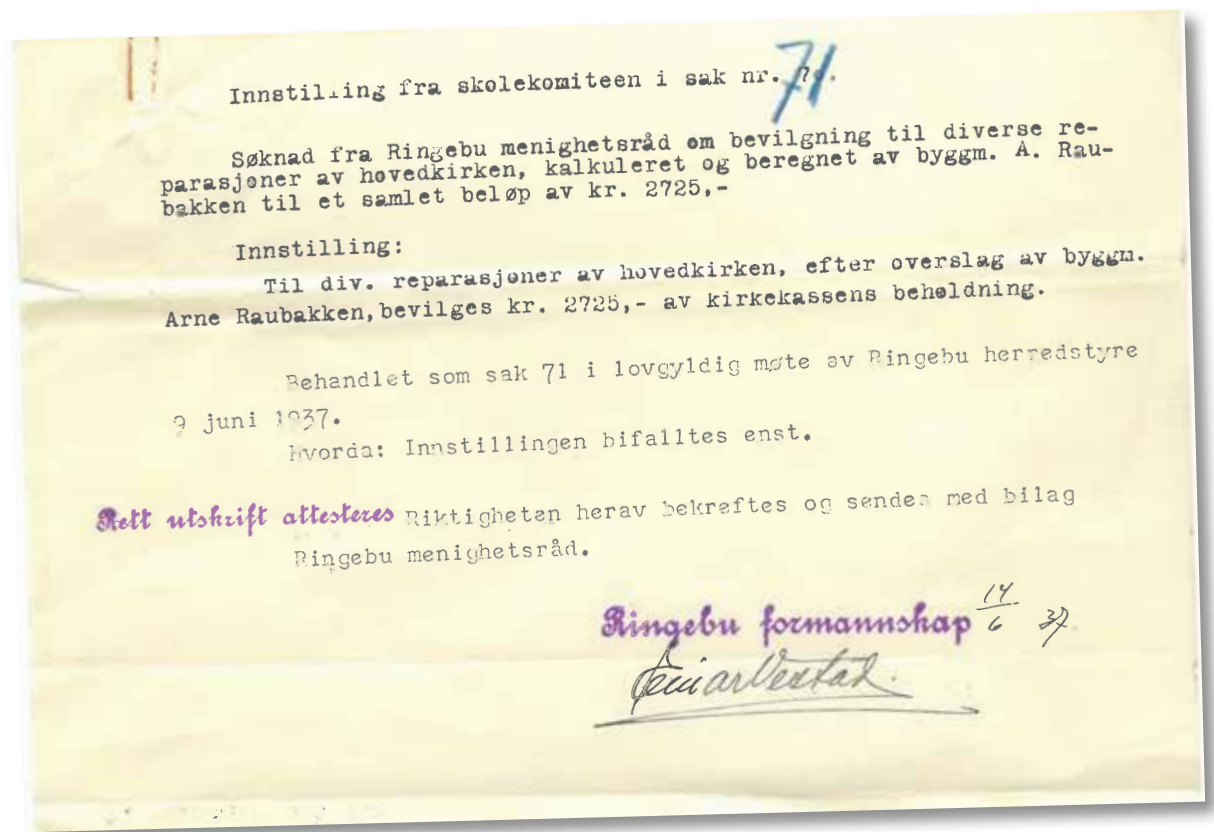 Innstilling fra skolekomiteen i sak nr. 71.
Søknad fra Ringebu menighetsråd om bevilgning til diverse re-
parasjoner av hovedkirken, kalkuleret og beregnet av byggm. A. Rau-
bakken til et samlet beløp av kr. 2725,-
Innstilling:
Til div. reparasjoner av hovedkirken, efter overslag av byggm.
Arne Raubakken,bevilges kr. 2725,- av kirkekassens beholdning.
Behandlet som sak 71 i lovgyldig møte av Ringebu herredstyre
9 juni 1937.
Hvorda: Innstillingen bifalltes enst.
Rett utskrift attesteres Riktigheten herav bekreftes og sendes med bilag
Ringebu menighetsråd.
Ringebu formannskap 14/6 37.
Einar Vestad.